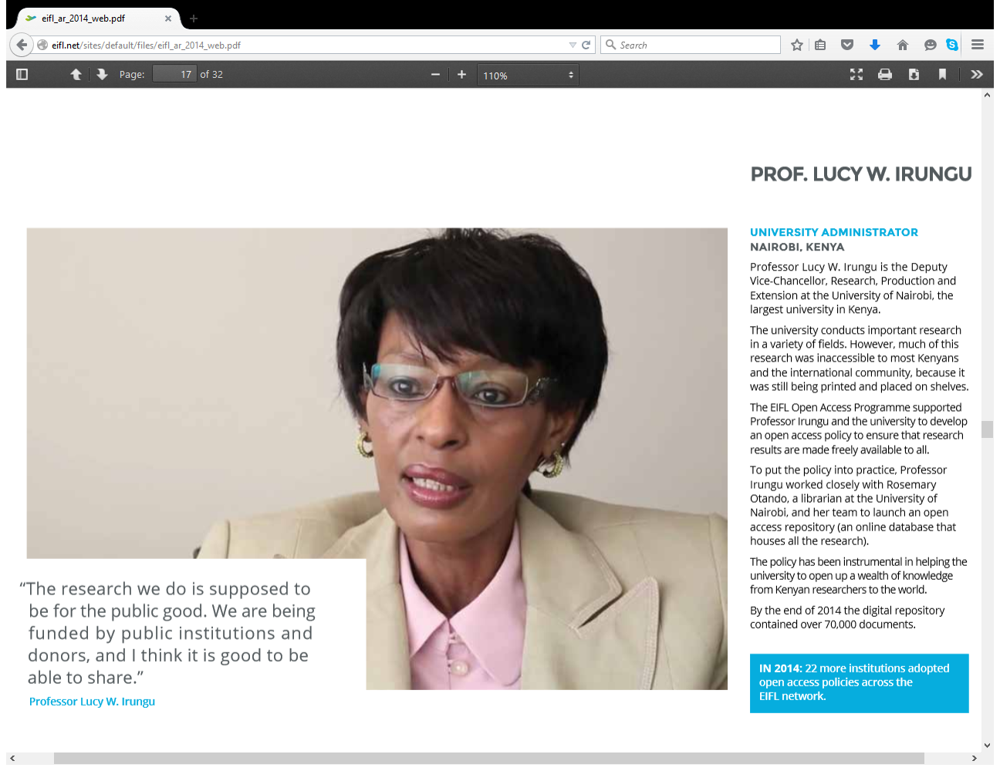 eifl_ar_2014_web.pdf
eifl.net/sites/default/files/eifl_ar_2014_web.pdf
Search
Page: 17 of 32
110%
PROF. LUCY W. IRUNGU
UNIVERSITY ADMINISTRATOR
NAIROBI, KENYA
Professor Lucy W. Irungu is the Deputy
Vice-Chancellor, Research, Production and
Extension at the University of Nairobi, the
largest university in Kenya.
The university conducts important research
in a variety of fields. However, much of this
research was inaccessible to most Kenyans
and the international community, because it
was still being printed and placed on shelves.
The EIFL Open Access Programme supported
Professor Irungu and the university to develop
an open access policy to ensure that research
results are made freely available to all.
To put the policy into practice, Professor
Irungu worked closely with Rosemary
Otando, a librarian at the University of
Nairobi, and her team to launch an open
access repository (an online database that
houses all the research).
The policy has been instrumental in helping the
university to open up a wealth of knowledge
from Kenyan researchers to the world.
By the end of 2014 the digital repository
contained over 70,000 documents.
IN 2014: 22 more institutions adopted
open access policies across the
EIFL network.
“The research we do is supposed to
be for the public good. We are being
funded by public institutions and
donors, and I think it is good to be
able to share.”
Professor Lucy W. Irungu